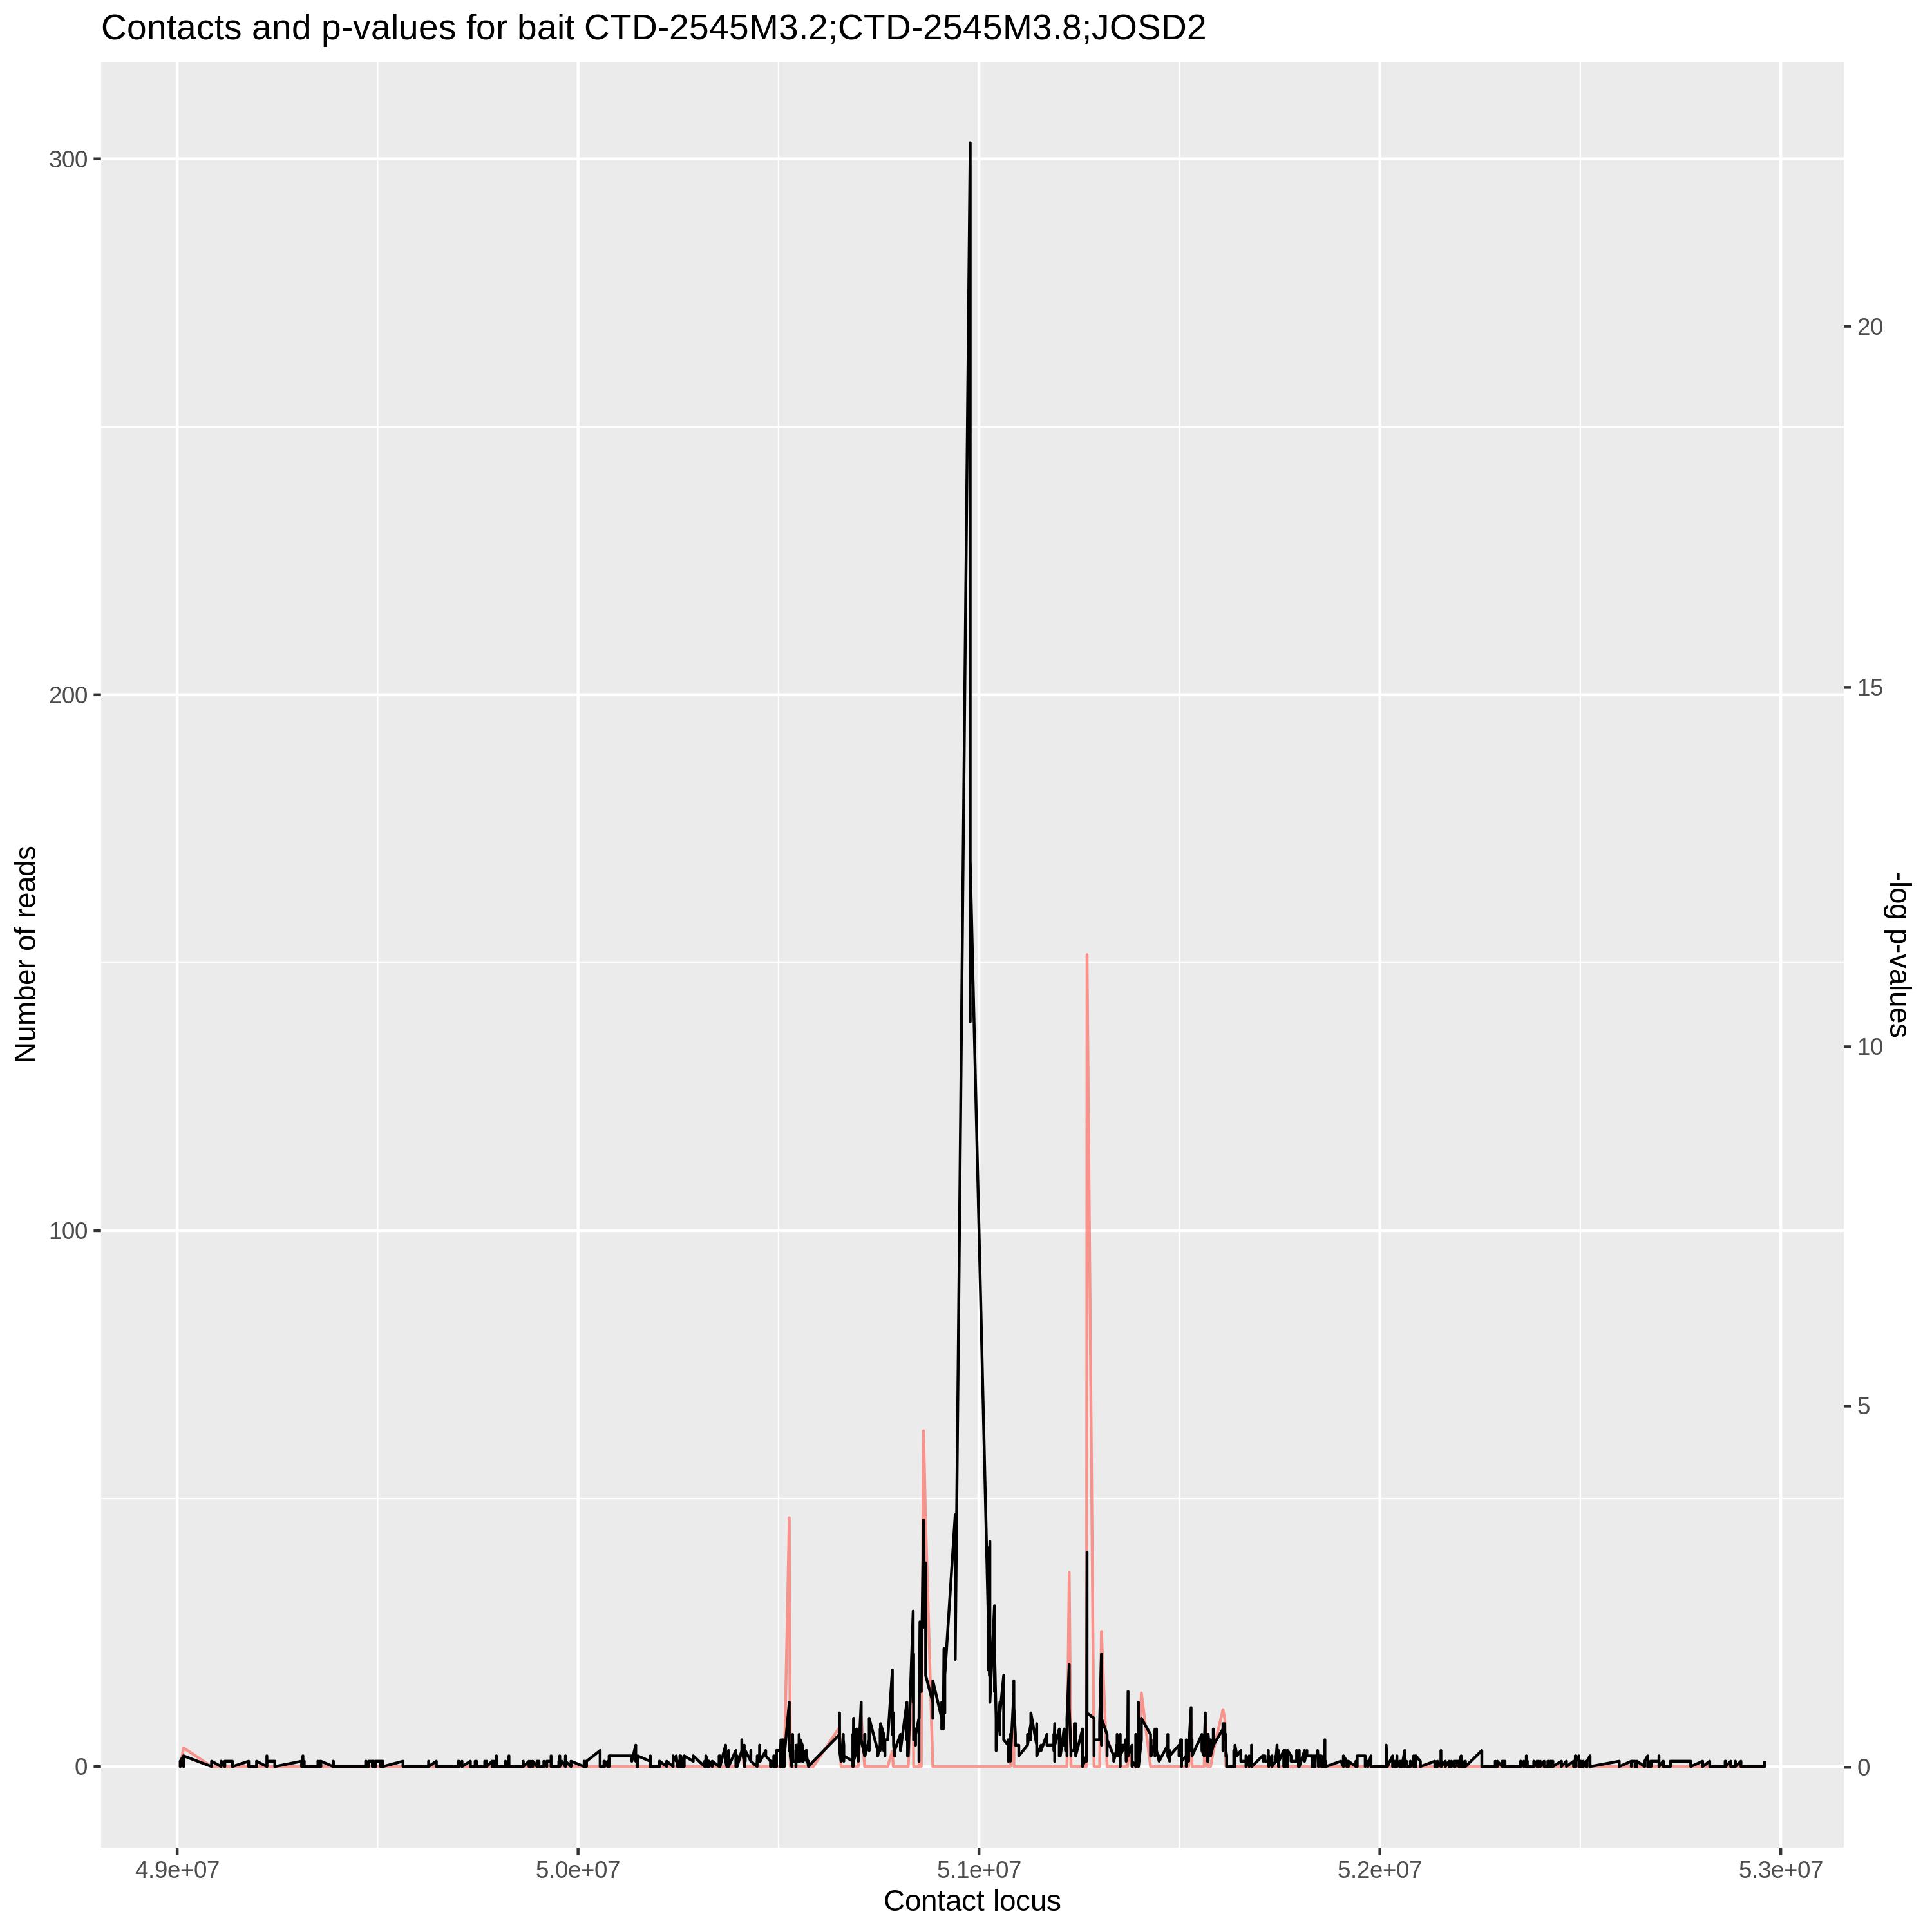 Contacts and p-values for bait CTD-2545M3.2;CTD-2545M3.8;JOSD2
300
200
100
0
Number of reads
20
15
10
5
0
-log p-values
4.9e+07 5.0e+07 5.1e+07 5.2e+07 5.3e+07
Contact locus